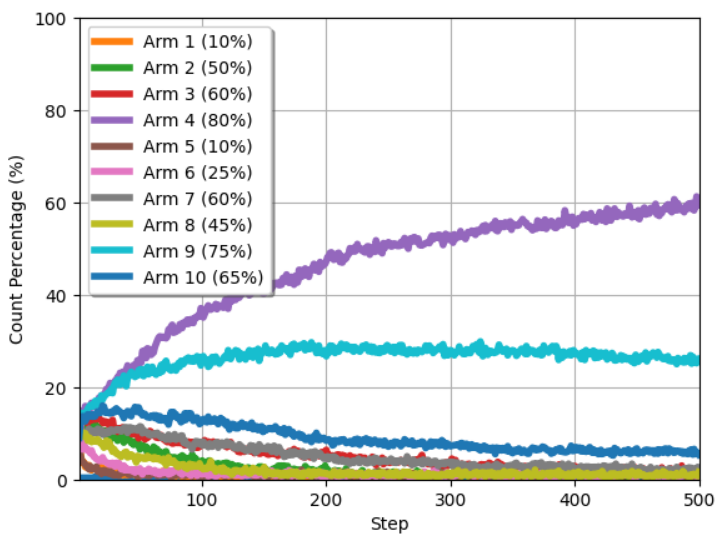 100
80
60
40
20
0
Count Percentage (%)
Arm 1 (10%)
Arm 2 (50%)
Arm 3 (60%)
Arm 4 (80%)
Arm 5 (10%)
Arm 6 (25%)
Arm 7 (60%)
Arm 8 (45%)
Arm 9 (75%)
Arm 10 (65%)
100 200 300 400 500
Step